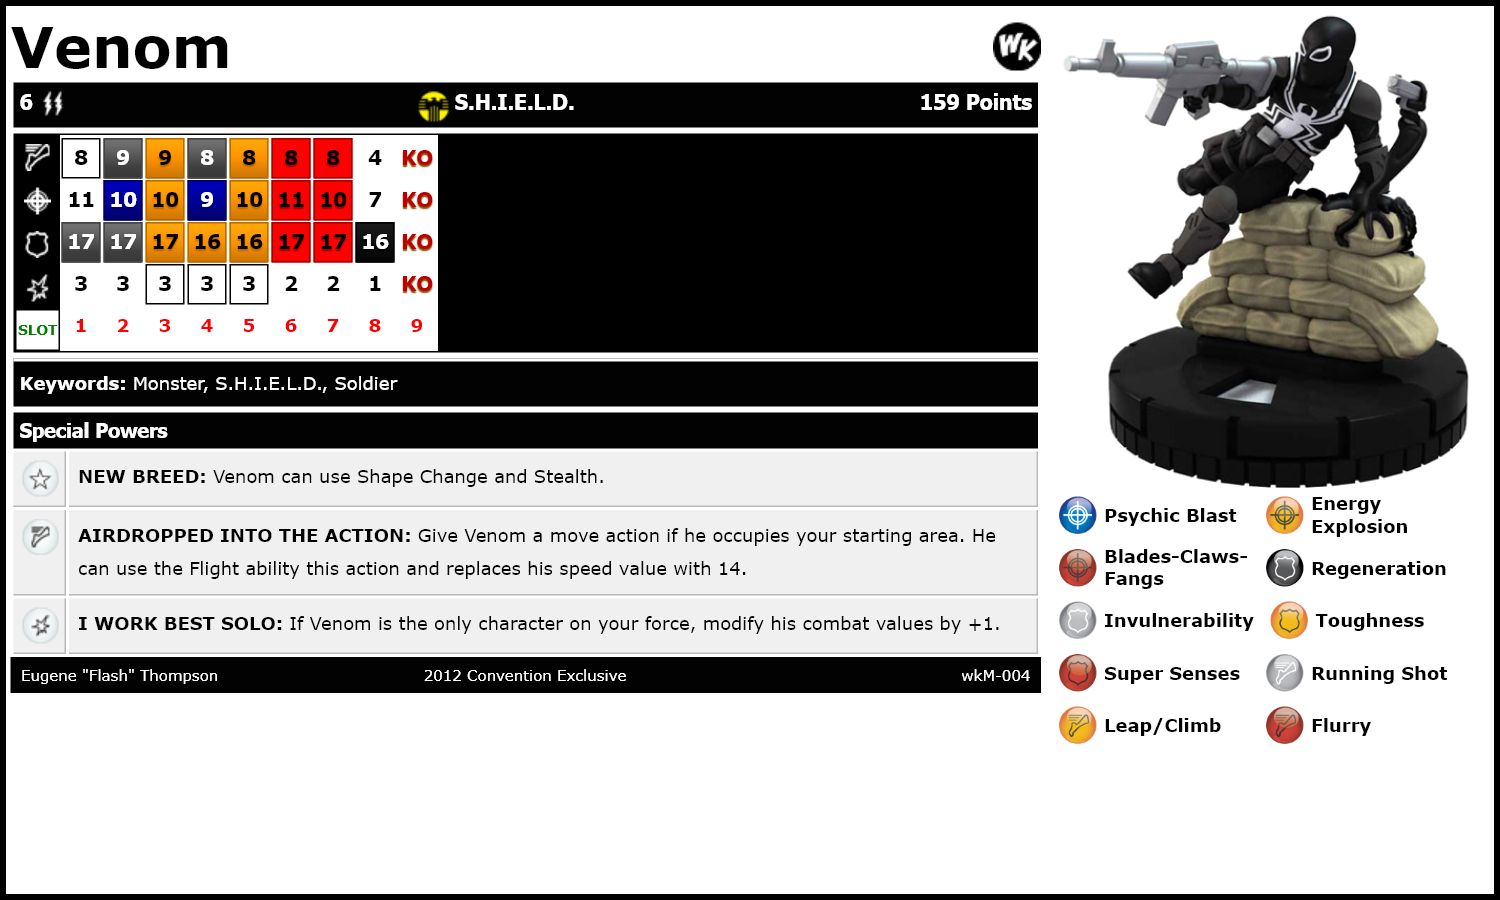 Venom
WK
6 S.H.I.E.L.D. 159 Points
8 9 9 8 8 8 8 4 KO
11 10 10 9 10 11 10 7 KO
17 17 17 16 16 17 17 16 KO
3 3 3 3 3 2 2 1 KO
SLOT 1 2 3 4 5 6 7 8 9
Keywords: Monster, S.H.I.E.L.D., Soldier
Special Powers
NEW BREED: Venom can use Shape Change and Stealth.
AIRDROPPED INTO THE ACTION: Give Venom a move action if he occupies your starting area. He
can use the Flight ability this action and replaces his speed value with 14.
I WORK BEST SOLO: If Venom is the only character on your force, modify his combat values by +1.
Eugene "Flash" Thompson 2012 Convention Exclusive wkM-004
Psychic Blast
Energy
Explosion
Blades-Claws-
Fangs
Regeneration
Invulnerability
Toughness
Super Senses
Running Shot
Leap/Climb
Flurry